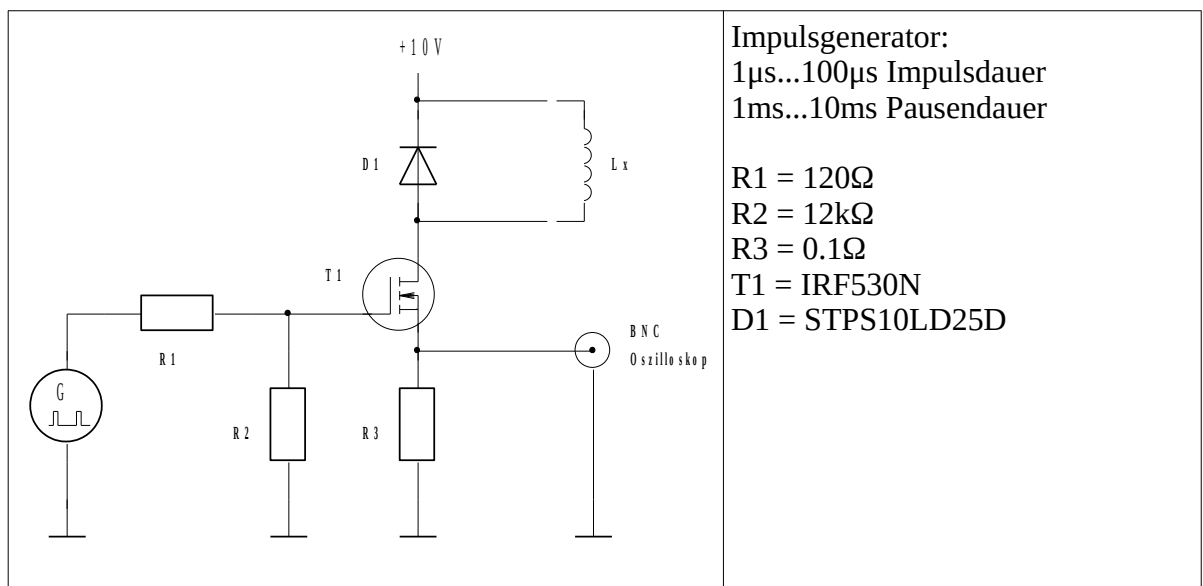 +10V
D1
Lx
T1
R1
G
R2
R3
BNC
Oszilloskop
Impulsgenerator:
1μs...100μs Impulsdauer
1ms...10ms Pausendauer
R1 = 120Ω
R2 = 12kΩ
R3 = 0.1Ω
T1 = IRF530N
D1 = STPS10LD25D